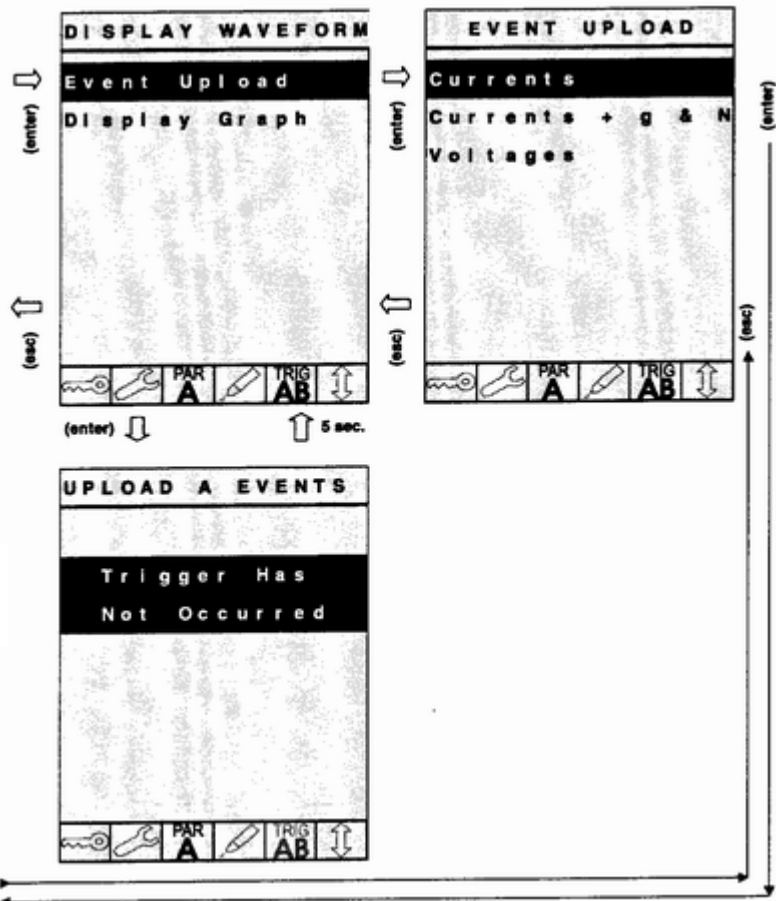 DISPLAY WAVEFORM
(enter)
Event Upload
Display Graph
(esc)
PAR
A
TRIG
AB
EVENT UPLOAD
(enter)
Currents
Currents + g & N
Voltages
(esc)
PAR
A
TRIG
AB
(enter)
(esc)
(enter)
5 sec.
UPLOAD A EVENTS
Trigger Has
Not Occurred
PAR
A
TRIG
AB